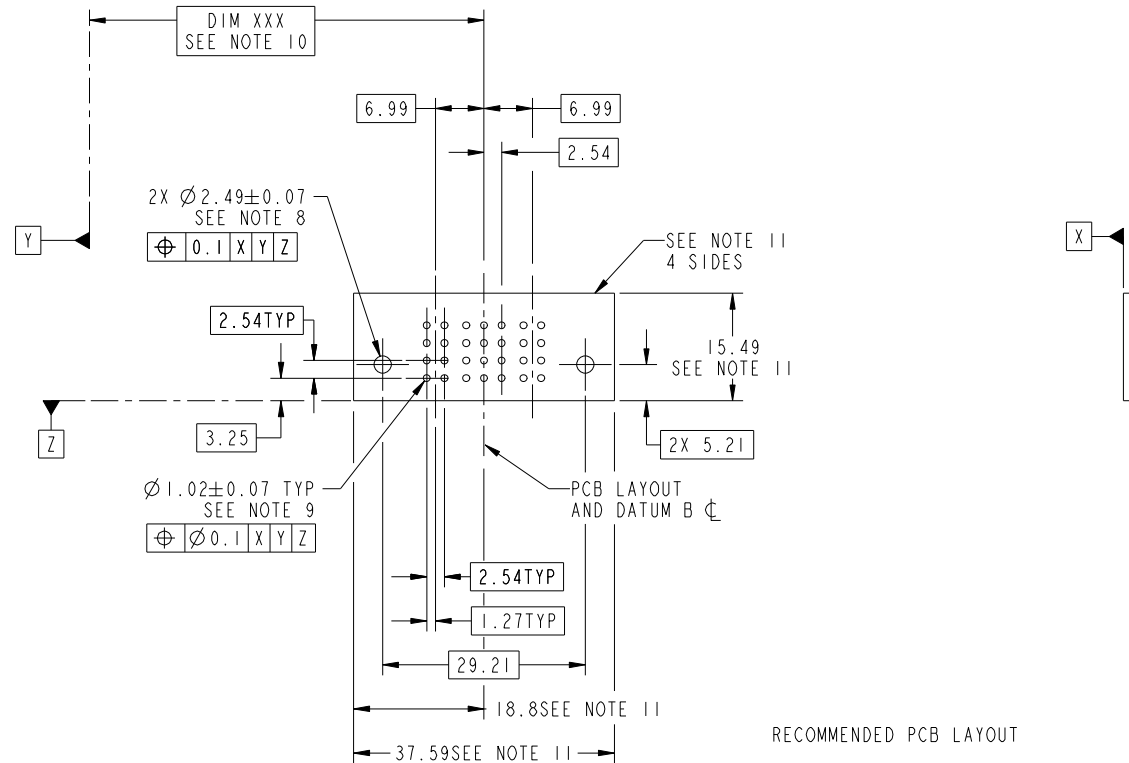 DIM XXX
SEE NOTE 10
6.99
6.99
2.54
2X Ø2.49±0.07
SEE NOTE 8
⌖ 0.1 X Y Z
Y
X
SEE NOTE 11
4 SIDES
2.54TYP
15.49
SEE NOTE 11
Z
3.25
2X 5.21
Ø1.02±0.07 TYP
SEE NOTE 9
⌖ Ø0.1 X Y Z
PCB LAYOUT
AND DATUM B ℄
2.54TYP
1.27TYP
29.21
18.8SEE NOTE 11
37.59SEE NOTE 11
RECOMMENDED PCB LAYOUT